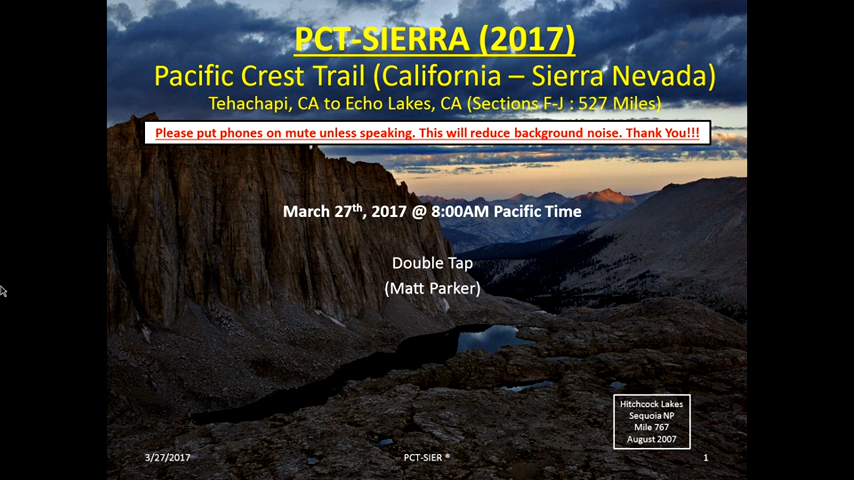 PCT-SIERRA (2017)
Pacific Crest Trail (California – Sierra Nevada)
Tehachapi, CA to Echo Lakes, CA (Sections F-J : 527 Miles)
Please put phones on mute unless speaking. This will reduce background noise. Thank You!!!
March 27th, 2017 @ 8:00AM Pacific Time
Double Tap
(Matt Parker)
Hitchcock Lakes
Sequoia NP
Mile 767
August 2007
3/27/2017
PCT-SIER ®
1